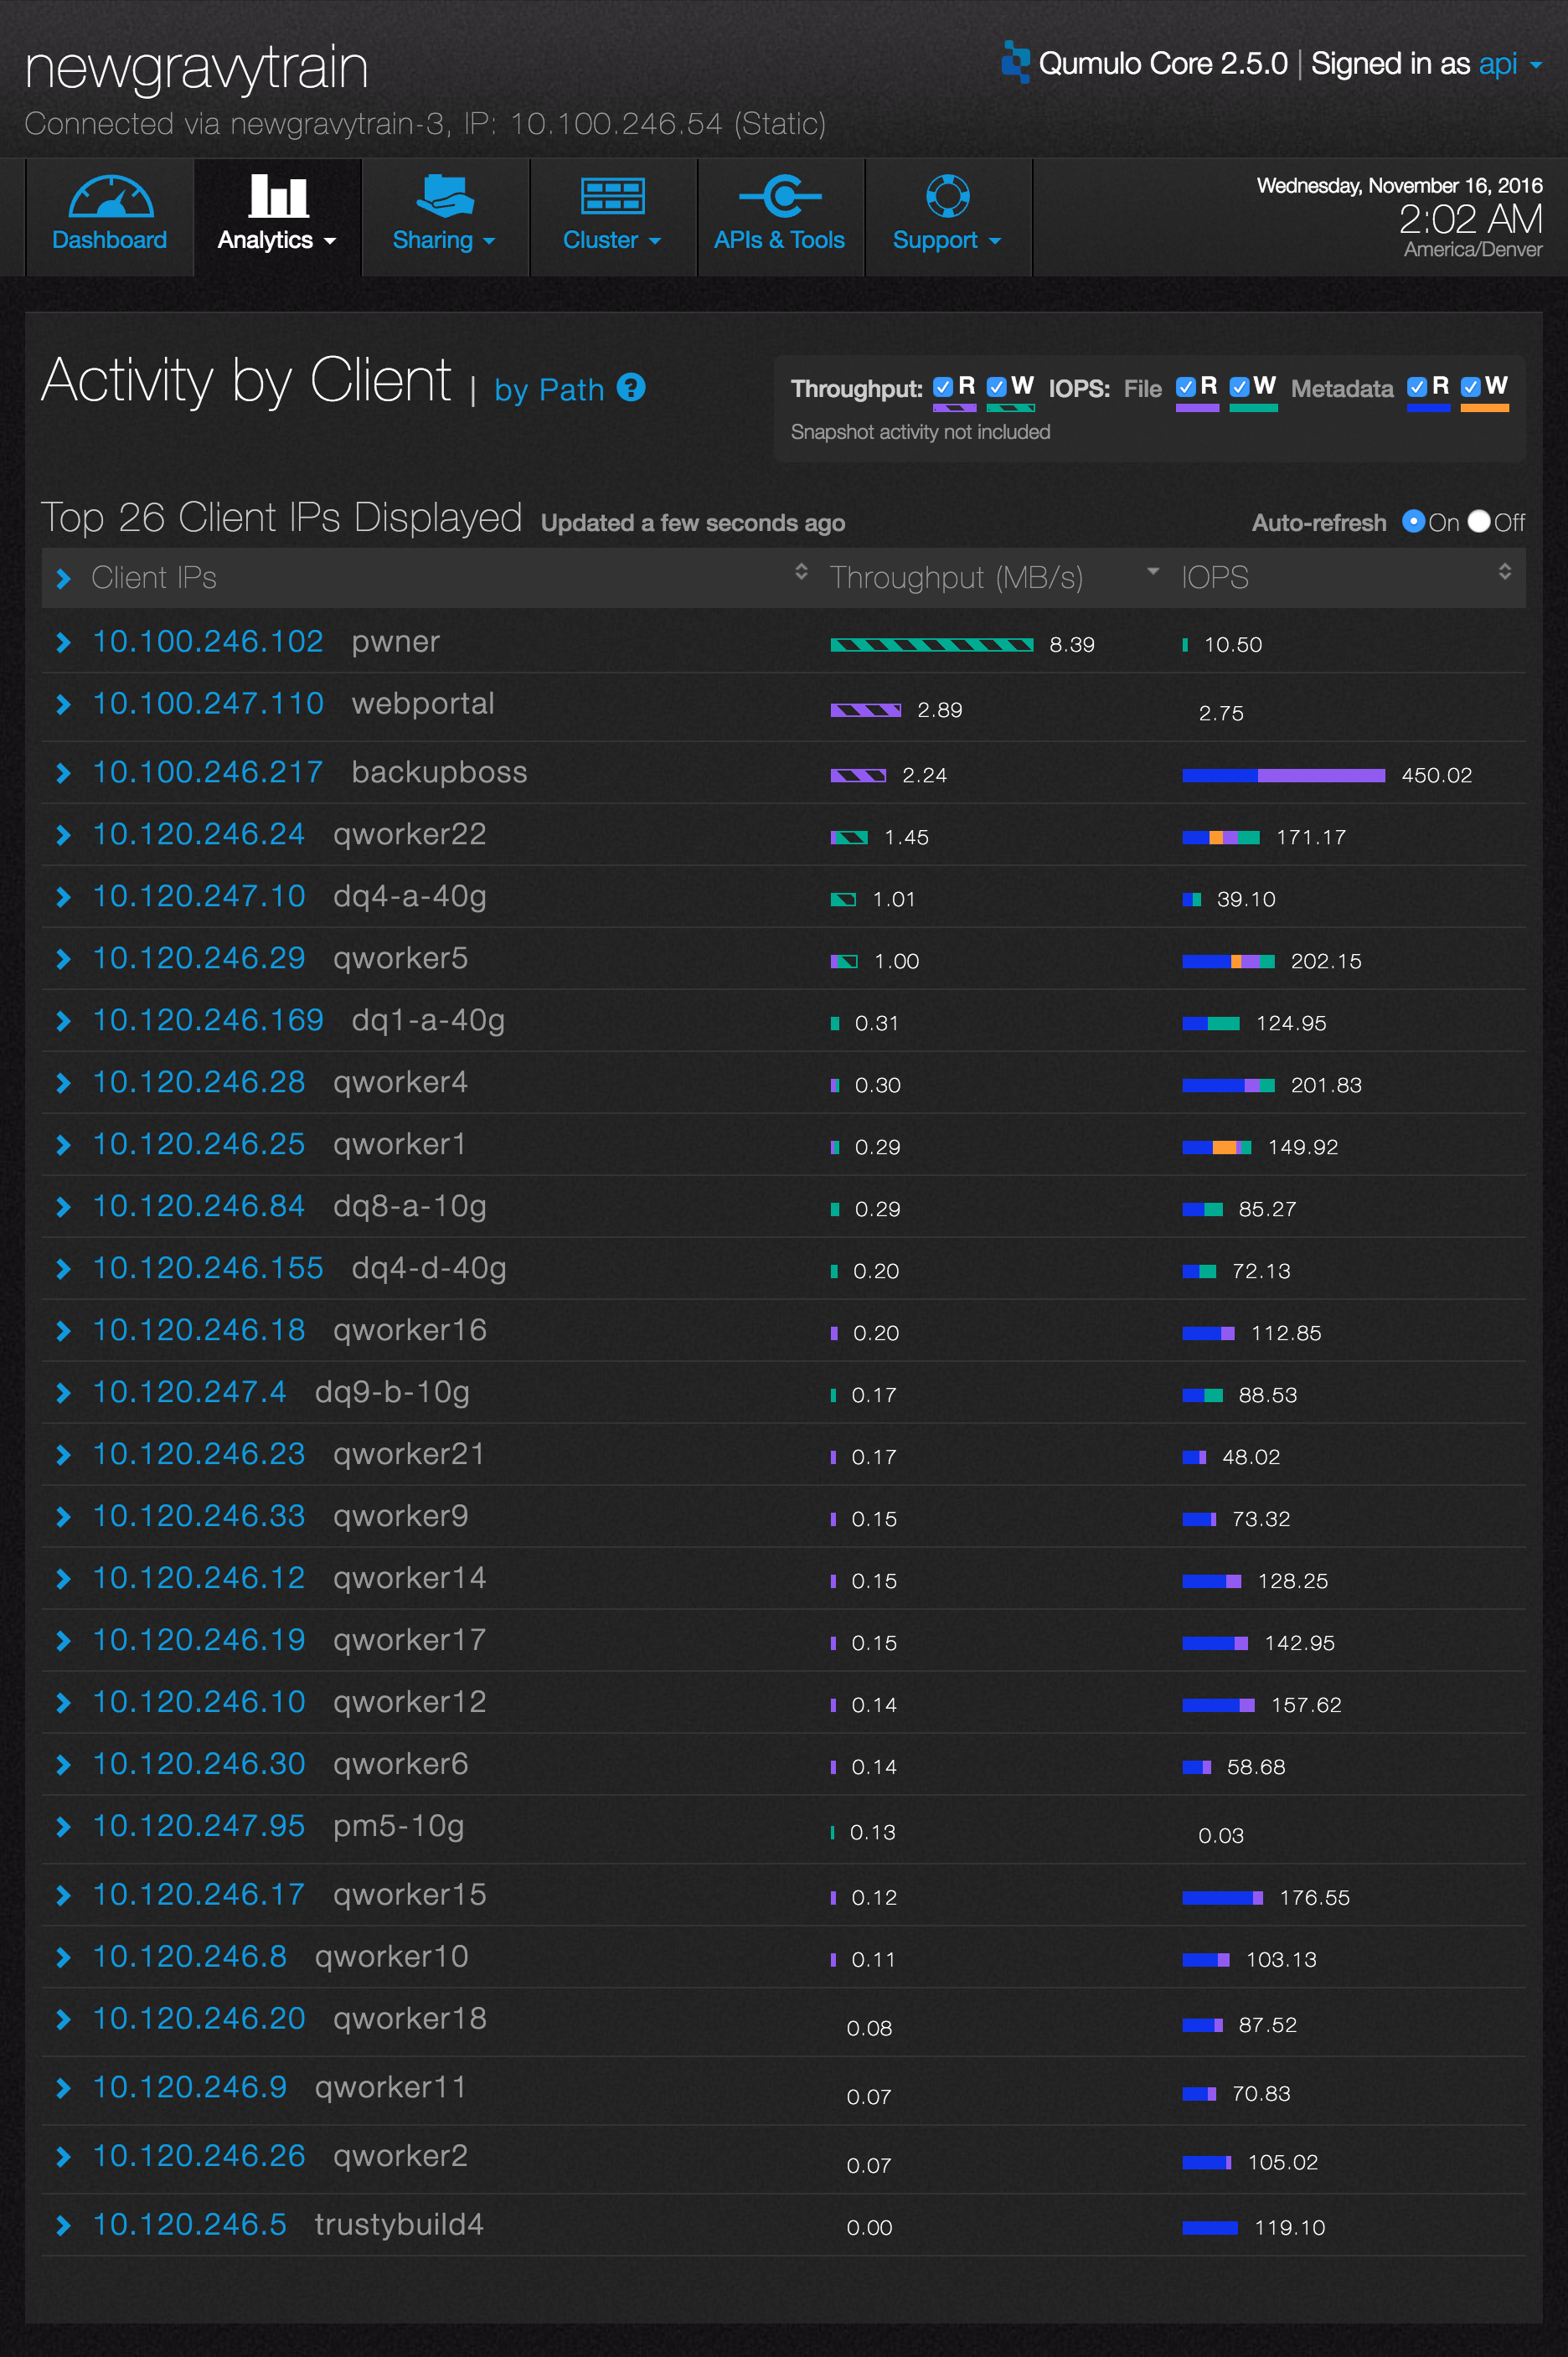 newgravytrain
Qumulo Core 2.5.0 | Signed in as api
Connected via newgravytrain-3, IP: 10.100.246.54 (Static)
Dashboard
Analytics
Sharing
Cluster
APIs & Tools
Support
Wednesday, November 16, 2016
2:02 AM
America/Denver
Activity by Client | by Path ?
Throughput: R W IOPS: File R W Metadata R W
Snapshot activity not included
Top 26 Client IPs Displayed Updated a few seconds ago
Auto-refresh On Off
Client IPs Throughput (MB/s) IOPS
10.100.246.102 pwner 8.39 10.50
10.100.247.110 webportal 2.89 2.75
10.100.246.217 backupboss 2.24 450.02
10.120.246.24 qworker22 1.45 171.17
10.120.247.10 dq4-a-40g 1.01 39.10
10.120.246.29 qworker5 1.00 202.15
10.120.246.169 dq1-a-40g 0.31 124.95
10.120.246.28 qworker4 0.30 201.83
10.120.246.25 qworker1 0.29 149.92
10.120.246.84 dq8-a-10g 0.29 85.27
10.120.246.155 dq4-d-40g 0.20 72.13
10.120.246.18 qworker16 0.20 112.85
10.120.247.4 dq9-b-10g 0.17 88.53
10.120.246.23 qworker21 0.17 48.02
10.120.246.33 qworker9 0.15 73.32
10.120.246.12 qworker14 0.15 128.25
10.120.246.19 qworker17 0.15 142.95
10.120.246.10 qworker12 0.14 157.62
10.120.246.30 qworker6 0.14 58.68
10.120.247.95 pm5-10g 0.13 0.03
10.120.246.17 qworker15 0.12 176.55
10.120.246.8 qworker10 0.11 103.13
10.120.246.20 qworker18 0.08 87.52
10.120.246.9 qworker11 0.07 70.83
10.120.246.26 qworker2 0.07 105.02
10.120.246.5 trustybuild4 0.00 119.10